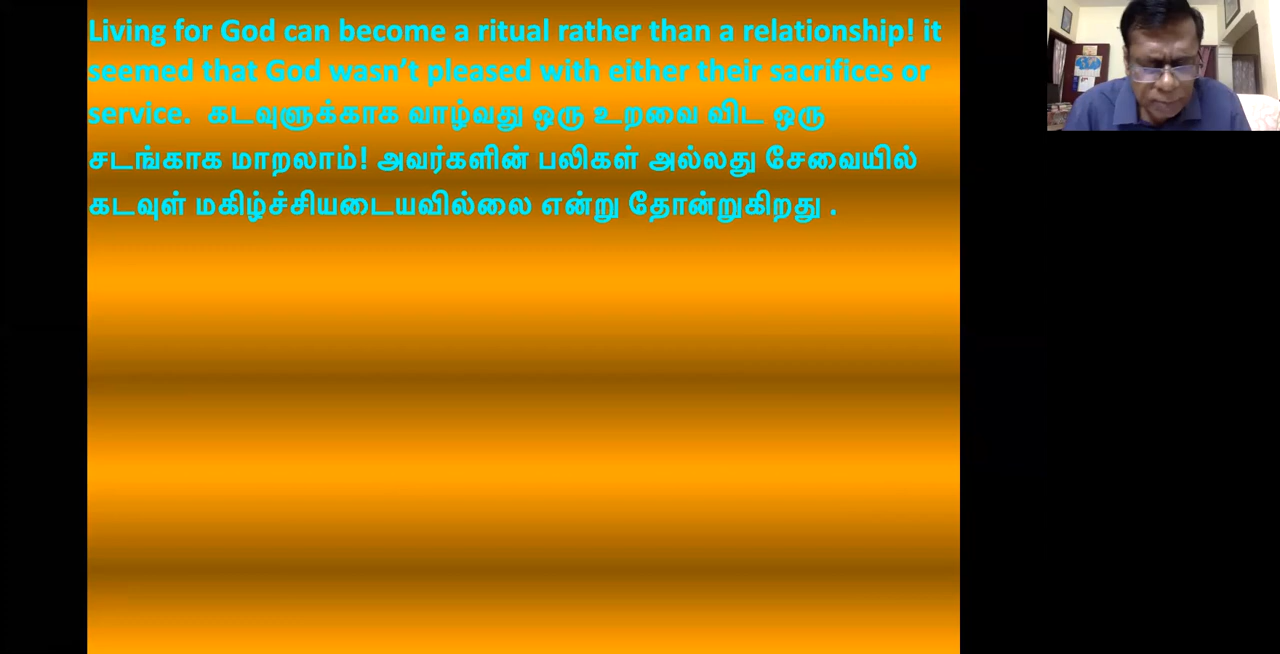 Living for God can become a ritual rather than a relationship! it
seemed that God wasn't pleased with either their sacrifices or
service.  கடவுளுக்காக வாழ்வது ஒரு உறவை விட ஒரு
சடங்காக மாறலாம்! அவர்களின் பலிகள் அல்லது சேவையில்
கடவுள் மகிழ்ச்சியடையவில்லை என்று தோன்றுகிறது .